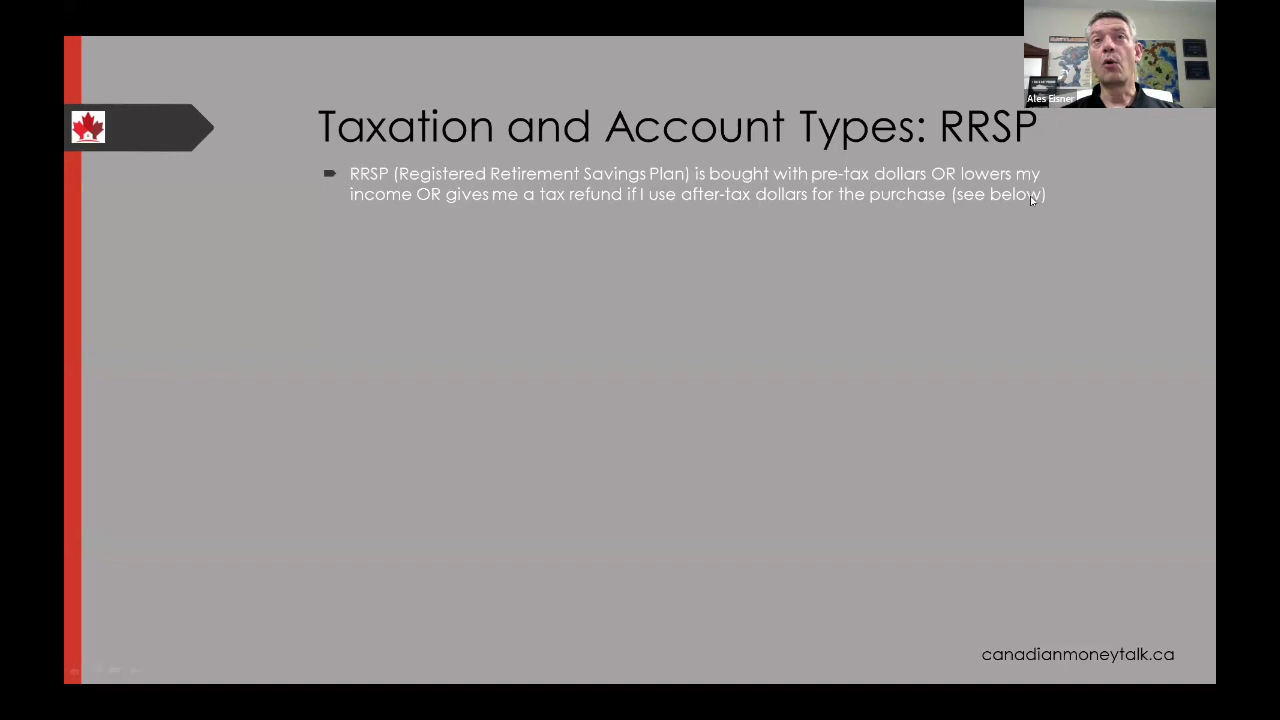 Ales Eisner
Taxation and Account Types: RRSP
RRSP (Registered Retirement Savings Plan) is bought with pre-tax dollars OR lowers my
income OR gives me a tax refund if I use after-tax dollars for the purchase (see below)
canadianmoneytalk.ca